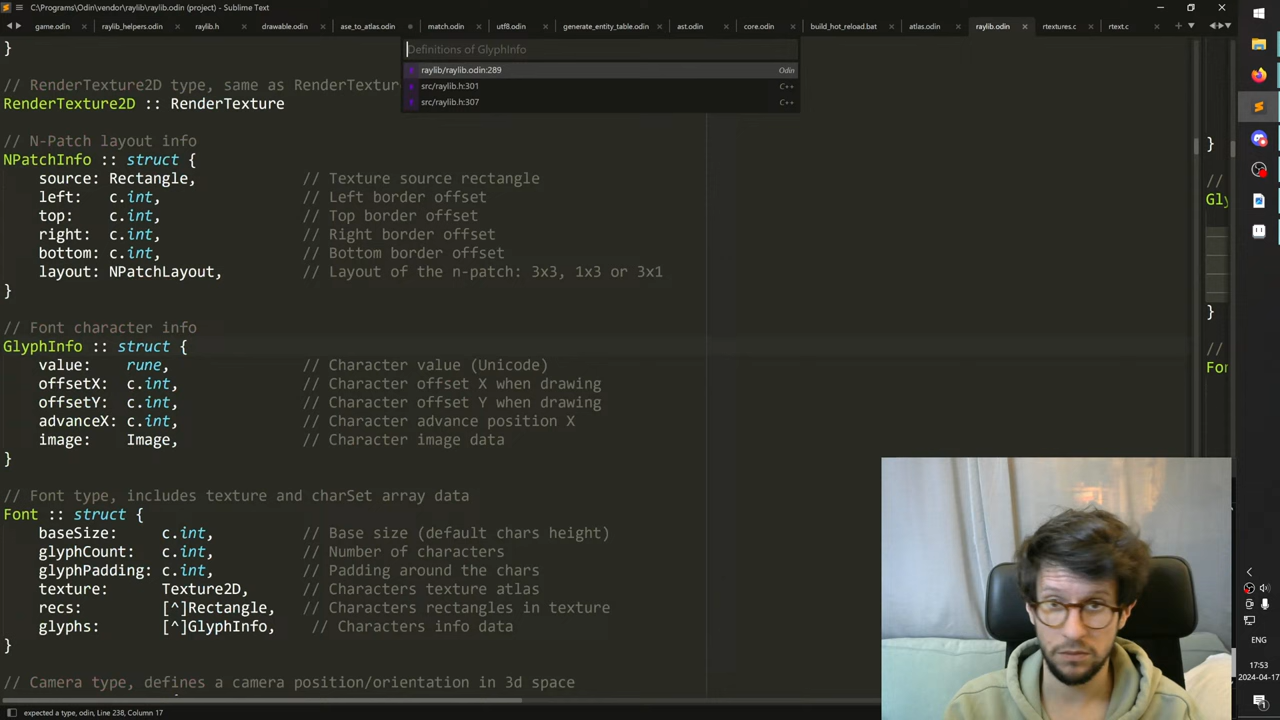 C:\Programs\Odin\vendor\raylib\raylib.odin (project) - Sublime Text
game.odin
raylib_helpers.odin
raylib.h
drawable.odin
ase_to_atlas.odin
match.odin
utf8.odin
generate_entity_table.odin
ast.odin
core.odin
build_hot_reload.bat
atlas.odin
raylib.odin
rtextures.c
rtext.c
}
Definitions of GlyphInfo
raylib/raylib.odin:289 Odin
src/raylib.h:301 C++
src/raylib.h:307 C++
// RenderTexture2D type, same as RenderTextur
RenderTexture2D :: RenderTexture
// N-Patch layout info
NPatchInfo :: struct {
source: Rectangle, // Texture source rectangle
left: c.int, // Left border offset
top: c.int, // Top border offset
right: c.int, // Right border offset
bottom: c.int, // Bottom border offset
layout: NPatchLayout, // Layout of the n-patch: 3x3, 1x3 or 3x1
}
// Font character info
GlyphInfo :: struct {
value: rune, // Character value (Unicode)
offsetX: c.int, // Character offset X when drawing
offsetY: c.int, // Character offset Y when drawing
advanceX: c.int, // Character advance position X
image: Image, // Character image data
}
// Font type, includes texture and charSet array data
Font :: struct {
baseSize: c.int, // Base size (default chars height)
glyphCount: c.int, // Number of characters
glyphPadding: c.int, // Padding around the chars
texture: Texture2D, // Characters texture atlas
recs: [^]Rectangle, // Characters rectangles in texture
glyphs: [^]GlyphInfo, // Characters info data
}
// Camera type, defines a camera position/orientation in 3d space
}
//
Gly
}
//
For
expected a type, odin, Line 238, Column 17
ENG
17:53
2024-04-17